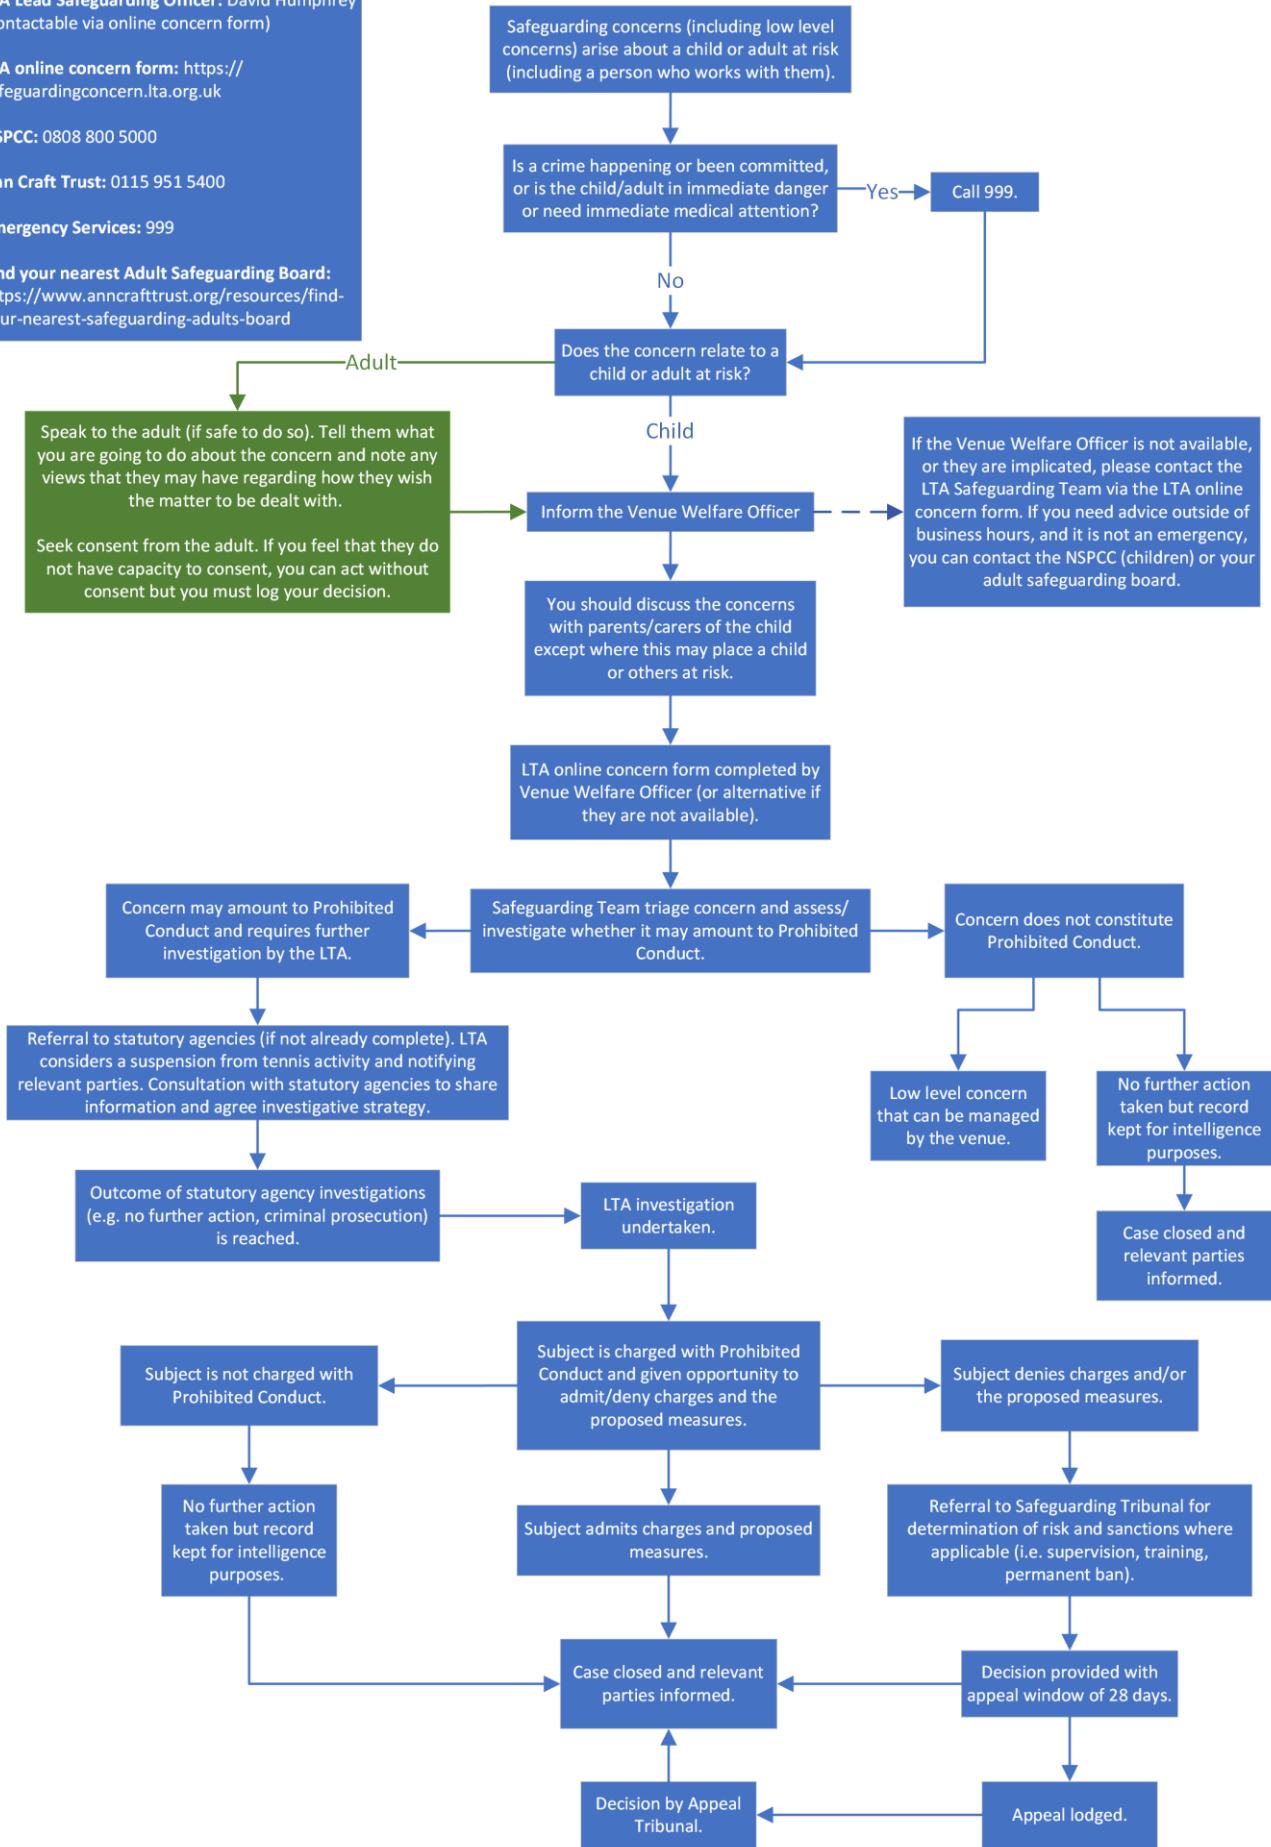 Lead Safeguarding Officer: David Humphrey
contactable via online concern form)
online concern form: https://
safeguardingconcern.lta.org.uk
NSPCC: 0808 800 5000
Ann Craft Trust: 0115 951 5400
Emergency Services: 999
Find your nearest Adult Safeguarding Board:
https://www.anncrafttrust.org/resources/find-
your-nearest-safeguarding-adults-board
Safeguarding concerns (including low level
concerns) arise about a child or adult at risk
(including a person who works with them).
Is a crime happening or been committed,
or is the child/adult in immediate danger
or need immediate medical attention?
Yes
Call 999.
No
Does the concern relate to a
child or adult at risk?
Adult
Child
Speak to the adult (if safe to do so). Tell them what
you are going to do about the concern and note any
views that they may have regarding how they wish
the matter to be dealt with.
Seek consent from the adult. If you feel that they do
not have capacity to consent, you can act without
consent but you must log your decision.
Inform the Venue Welfare Officer
If the Venue Welfare Officer is not available,
or they are implicated, please contact the
LTA Safeguarding Team via the LTA online
concern form. If you need advice outside of
business hours, and it is not an emergency,
you can contact the NSPCC (children) or your
adult safeguarding board.
You should discuss the concerns
with parents/carers of the child
except where this may place a child
or others at risk.
LTA online concern form completed by
Venue Welfare Officer (or alternative if
they are not available).
Safeguarding Team triage concern and assess/
investigate whether it may amount to Prohibited
Conduct.
Concern may amount to Prohibited
Conduct and requires further
investigation by the LTA.
Concern does not constitute
Prohibited Conduct.
Referral to statutory agencies (if not already complete). LTA
considers a suspension from tennis activity and notifying
relevant parties. Consultation with statutory agencies to share
information and agree investigative strategy.
Low level concern
that can be managed
by the venue.
No further action
taken but record
kept for intelligence
purposes.
Outcome of statutory agency investigations
(e.g. no further action, criminal prosecution)
is reached.
LTA investigation
undertaken.
Case closed and
relevant parties
informed.
Subject is not charged with
Prohibited Conduct.
Subject is charged with Prohibited
Conduct and given opportunity to
admit/deny charges and the
proposed measures.
Subject denies charges and/or
the proposed measures.
No further action
taken but record
kept for intelligence
purposes.
Subject admits charges and proposed
measures.
Referral to Safeguarding Tribunal for
determination of risk and sanctions where
applicable (i.e. supervision, training,
permanent ban).
Case closed and relevant
parties informed.
Decision provided with
appeal window of 28 days.
Decision by Appeal
Tribunal.
Appeal lodged.